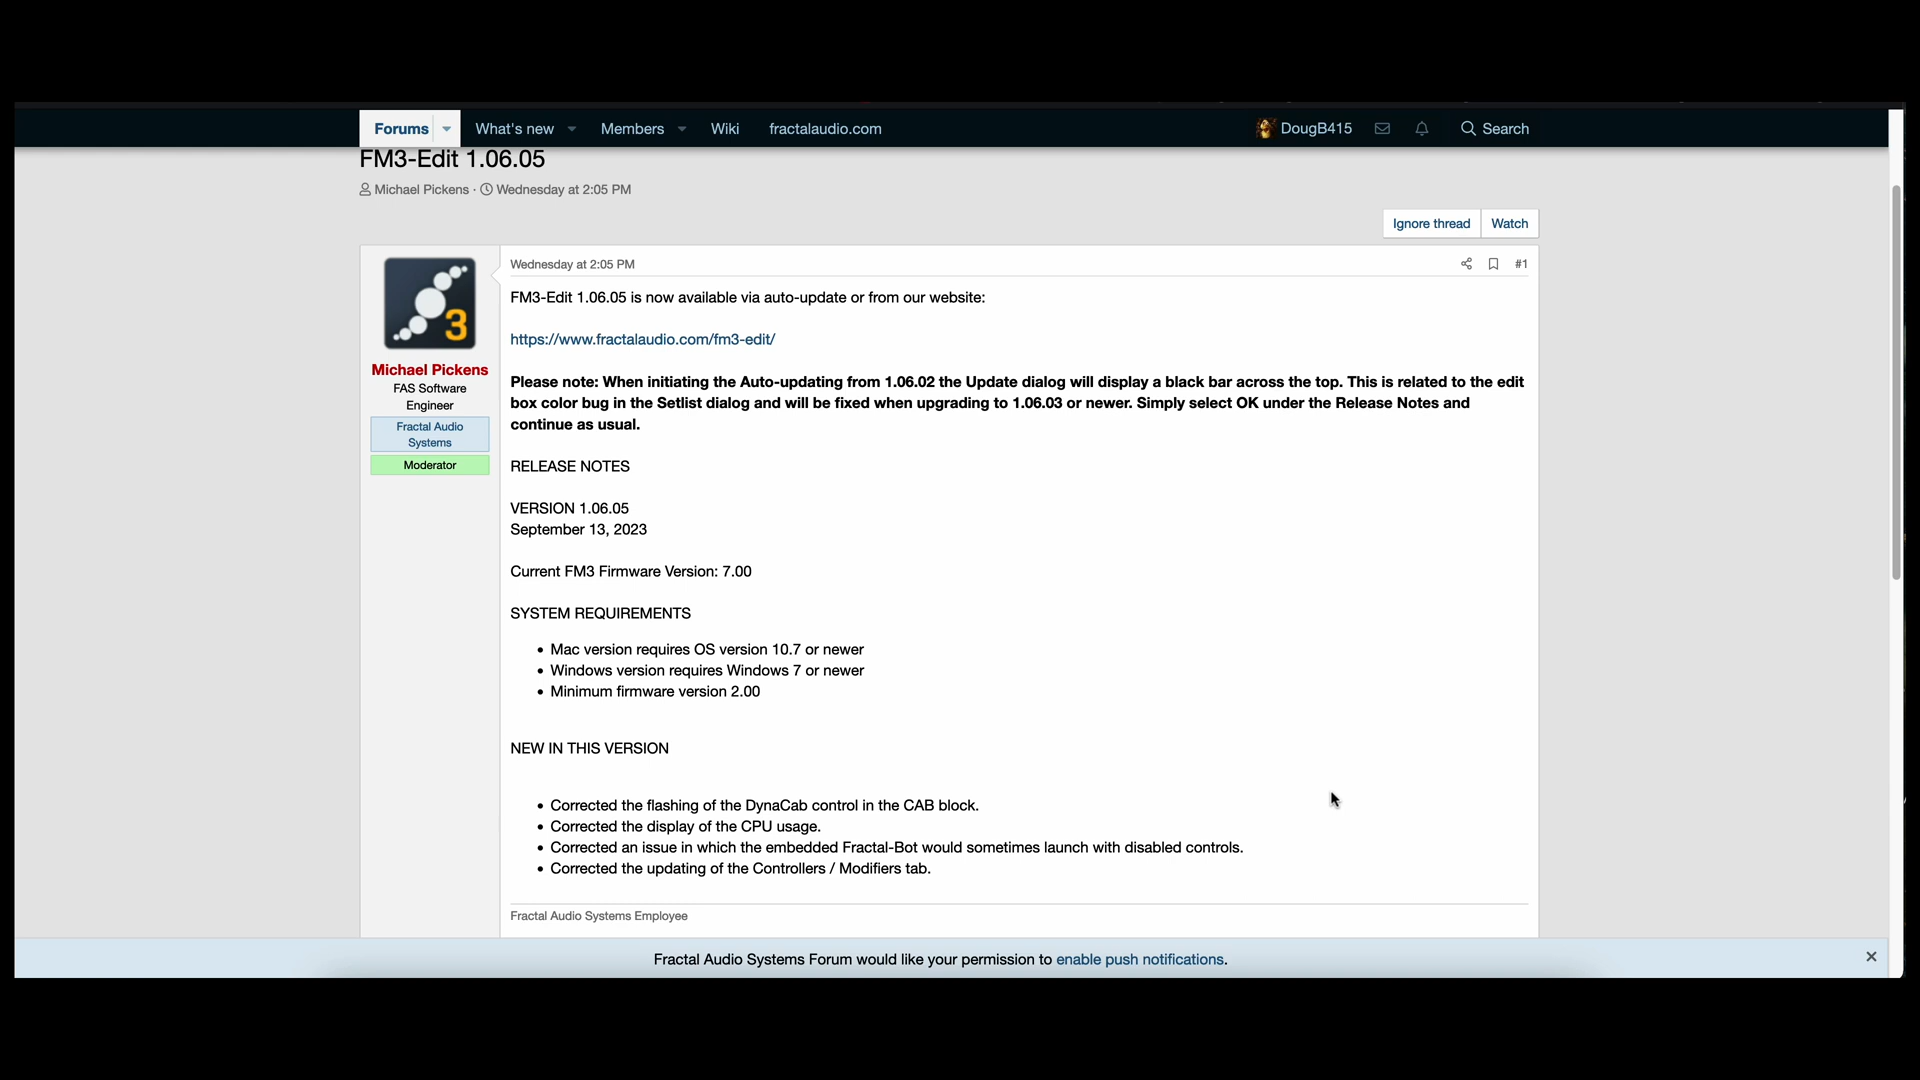 Forums What's new Members Wiki fractalaudio.com DougB415 Search
FM3-Edit 1.06.05
Michael Pickens · Wednesday at 2:05 PM
Ignore thread Watch
3
Michael Pickens
FAS Software
Engineer
Fractal Audio
Systems
Moderator
Wednesday at 2:05 PM #1
FM3-Edit 1.06.05 is now available via auto-update or from our website:
https://www.fractalaudio.com/fm3-edit/
Please note: When initiating the Auto-updating from 1.06.02 the Update dialog will display a black bar across the top. This is related to the edit
box color bug in the Setlist dialog and will be fixed when upgrading to 1.06.03 or newer. Simply select OK under the Release Notes and
continue as usual.
RELEASE NOTES
VERSION 1.06.05
September 13, 2023
Current FM3 Firmware Version: 7.00
SYSTEM REQUIREMENTS
• Mac version requires OS version 10.7 or newer
• Windows version requires Windows 7 or newer
• Minimum firmware version 2.00
NEW IN THIS VERSION
• Corrected the flashing of the DynaCab control in the CAB block.
• Corrected the display of the CPU usage.
• Corrected an issue in which the embedded Fractal-Bot would sometimes launch with disabled controls.
• Corrected the updating of the Controllers / Modifiers tab.
Fractal Audio Systems Employee
Fractal Audio Systems Forum would like your permission to enable push notifications.